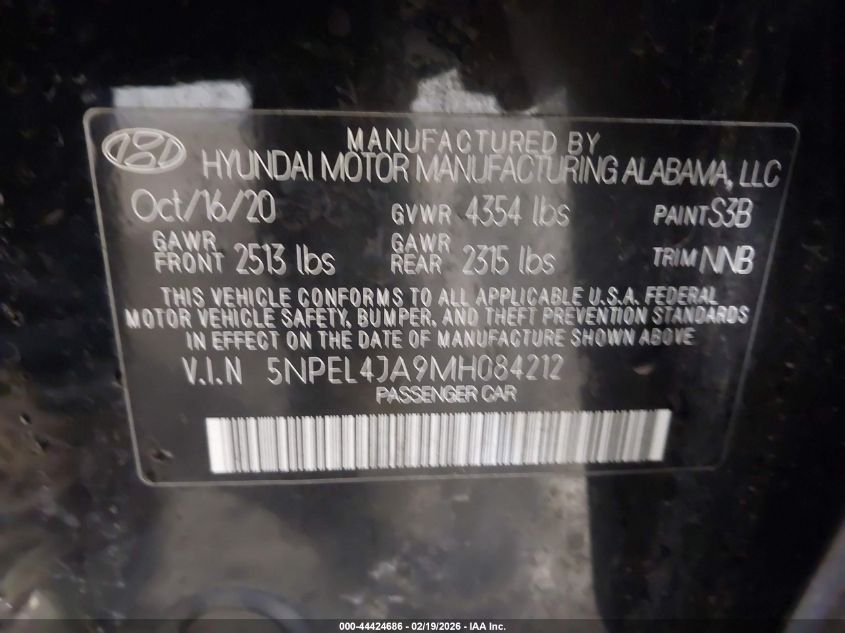 MANUFACTURED BY
HYUNDAI MOTOR MANUFACTURING ALABAMA, LLC
Oct/16/20 GVWR 4354 lbs PAINT S3B
GAWR FRONT 2513 lbs GAWR REAR 2315 lbs TRIM NNB
THIS VEHICLE CONFORMS TO ALL APPLICABLE U.S.A. FEDERAL
MOTOR VEHICLE SAFETY, BUMPER, AND THEFT PREVENTION STANDARDS
IN EFFECT ON THE DATE OF MANUFACTURE SHOWN ABOVE
V.I.N 5NPEL4JA9MH084212
PASSENGER CAR
000-44424686 - 02/19/2026 - IAA Inc.